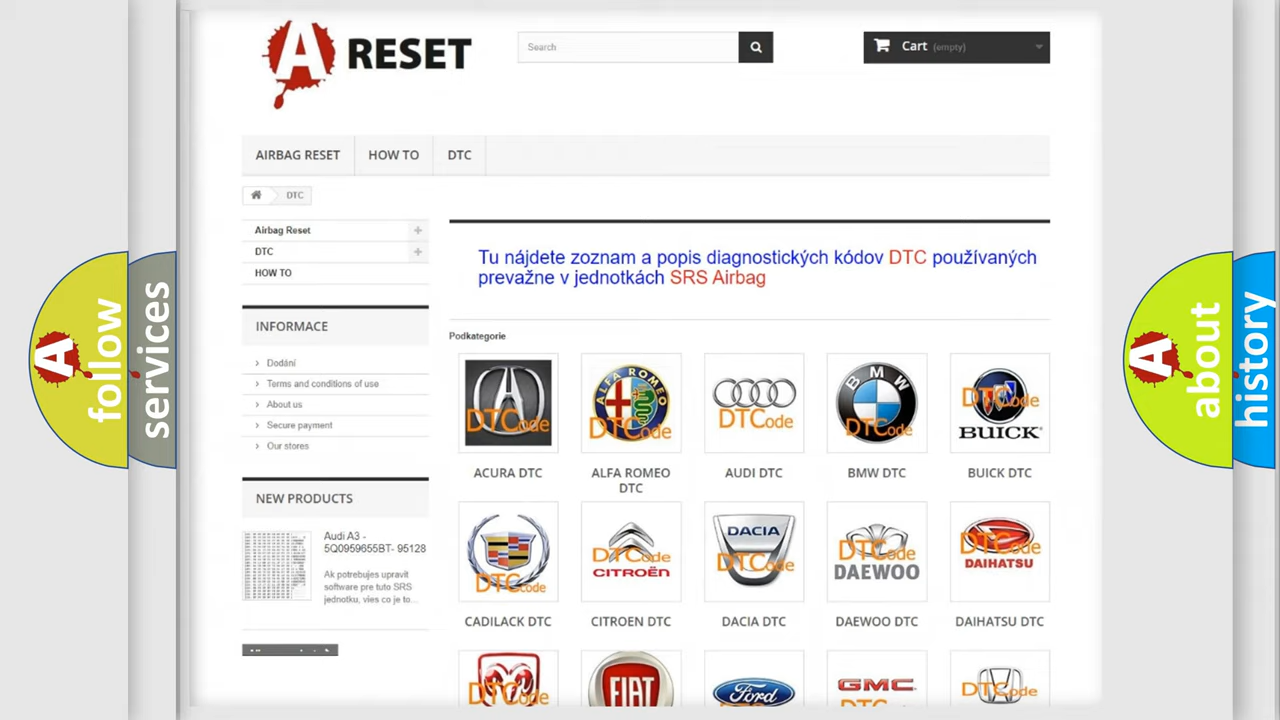 A RESET
Search
Cart (empty)
AIRBAG RESET
HOW TO
DTC
DTC
Airbag Reset
DTC
HOW TO
Tu nájdete zoznam a popis diagnostických kódov DTC používaných
prevažne v jednotkách SRS Airbag
INFORMACE
Dodání
Terms and conditions of use
About us
Secure payment
Our stores
NEW PRODUCTS
Audi A3 -
5Q0959655BT- 95128
Ak potrebujes upravit
software pre tuto SRS
jednotku, vies co je to...
Podkategorie
DTCode
ALFA ROMEO
DTCode
DTCode
BMW
DTCode
DTCode
BUICK
ACURA DTC
ALFA ROMEO
DTC
AUDI DTC
BMW DTC
BUICK DTC
DTCode
DTCode
CITROËN
DACIA
DTCode
DTCode
DAEWOO
DTCode
DAIHATSU
CADILACK DTC
CITROEN DTC
DACIA DTC
DAEWOO DTC
DAIHATSU DTC
DTCode
FIAT
Ford
GMC
DTCode
A follow
services
A about
history